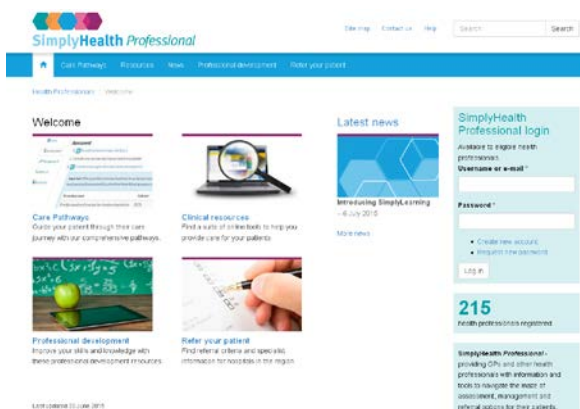 SimplyHealth Professional
Site map Contact us Help Search Search
Care Pathways Resources News Professional development Refer your patient
Health Professionals Welcome
Welcome
Care Pathways
Guide your patient through their care
journey with our comprehensive pathways.
Clinical resources
Find a suite of online tools to help you
provide care for your patients
Professional development
Improve your skills and knowledge with
these professional development resources.
Refer your patient
Find referral criteria and specialist
information for hospitals in the region.
Last updated 2015
Latest news
Introducing SimplyLearning
July 2015
More news
SimplyHealth
Professional login
Available to eligible health
professionals.
Username or e-mail *
Password *
Create new account
Request new password
Log in
215
health professionals registered
SimplyHealth Professional -
providing GPs and other health
professionals with information and
tools to navigate the maze of
assessment, management and
referral options for their patients.